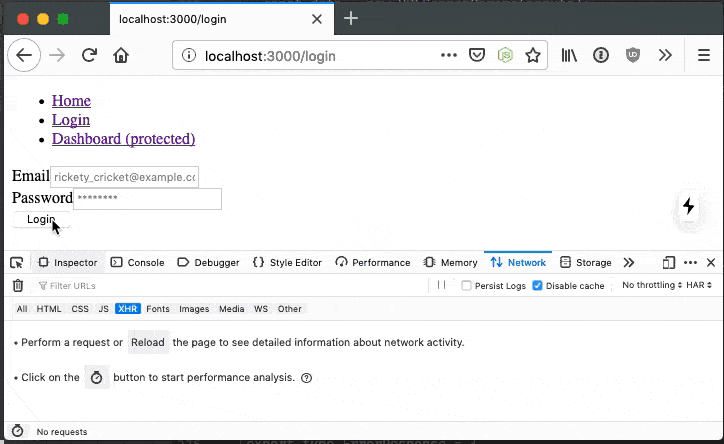 localhost:3000/login
localhost:3000/login
Home
Login
Dashboard (protected)
Email rickety_cricket@example.cc
Password ********
Login
Inspector Console Debugger Style Editor Performance Memory Network Storage
Filter URLs Persist Logs Disable cache No throttling HAR
All HTML CSS JS XHR Fonts Images Media WS Other
• Perform a request or Reload the page to see detailed information about network activity.
• Click on the button to start performance analysis.
No requests